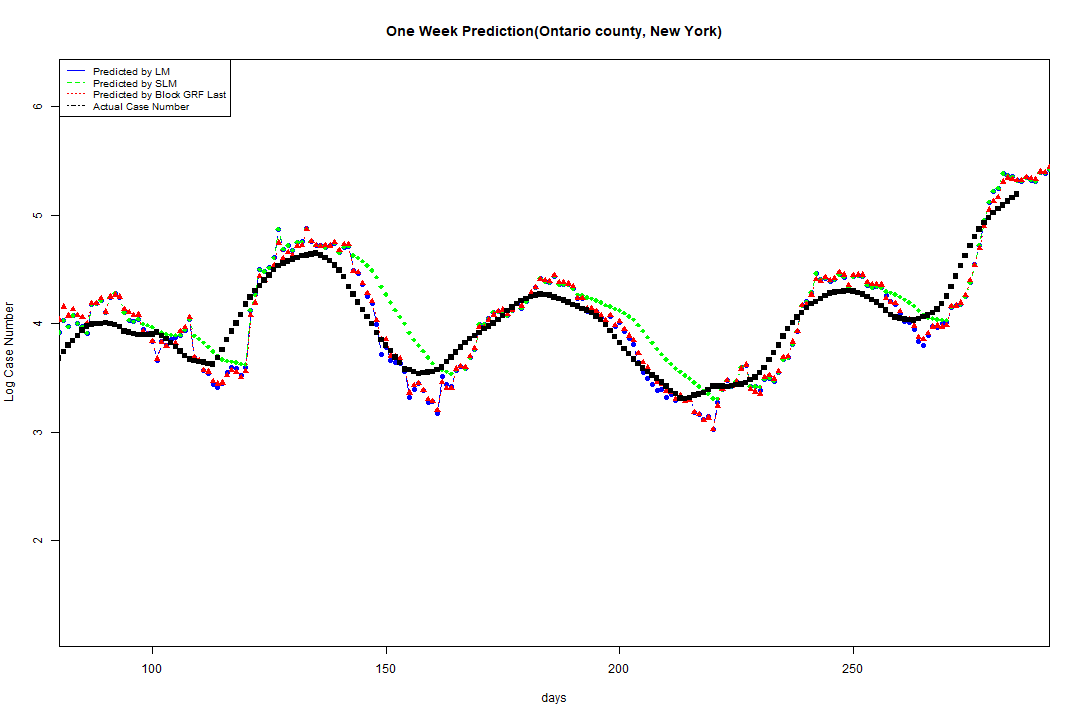 One Week Prediction(Ontario county, New York)
Predicted by LM
Predicted by SLM
Predicted by Block GRF Last
Actual Case Number
6
5
4
3
2
Log Case Number
100 150 200 250
days